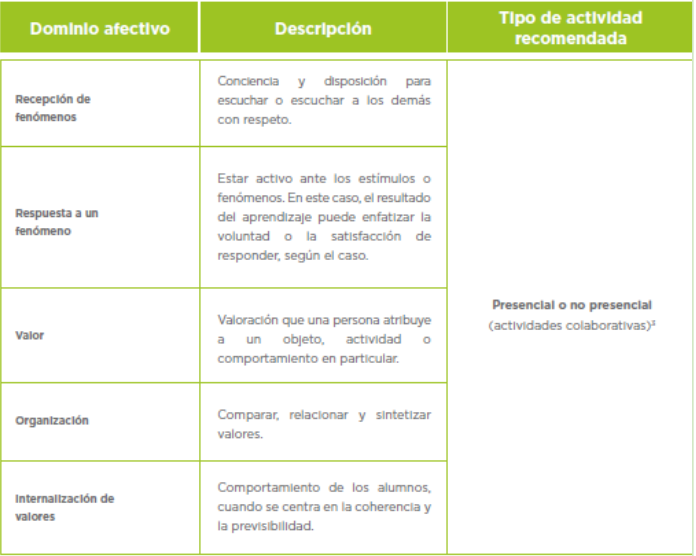 Dominio afectivo
Descripción
Tipo de actividad
recomendada
Recepción de
fenómenos
Conciencia y disposición para
escuchar o escuchar a los demás
con respeto.
Respuesta a un
fenómeno
Estar activo ante los estímulos o
fenómenos. En este caso, el resultado
del aprendizaje puede enfatizar la
voluntad o la satisfacción de
responder, según el caso.
Valor
Valoración que una persona atribuye
a un objeto, actividad o
comportamiento en particular.
Organización
Comparar, relacionar y sintetizar
valores.
Internalización de
valores
Comportamiento de los alumnos,
cuando se centra en la coherencia y
la previsibilidad.
Presencial o no presencial
(actividades colaborativas)